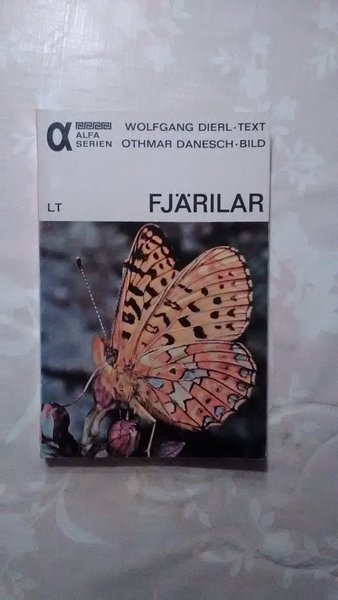 α ALFA SERIEN
WOLFGANG DIERL · TEXT
OTHMAR DANESCH · BILD
LT
FJÄRILAR